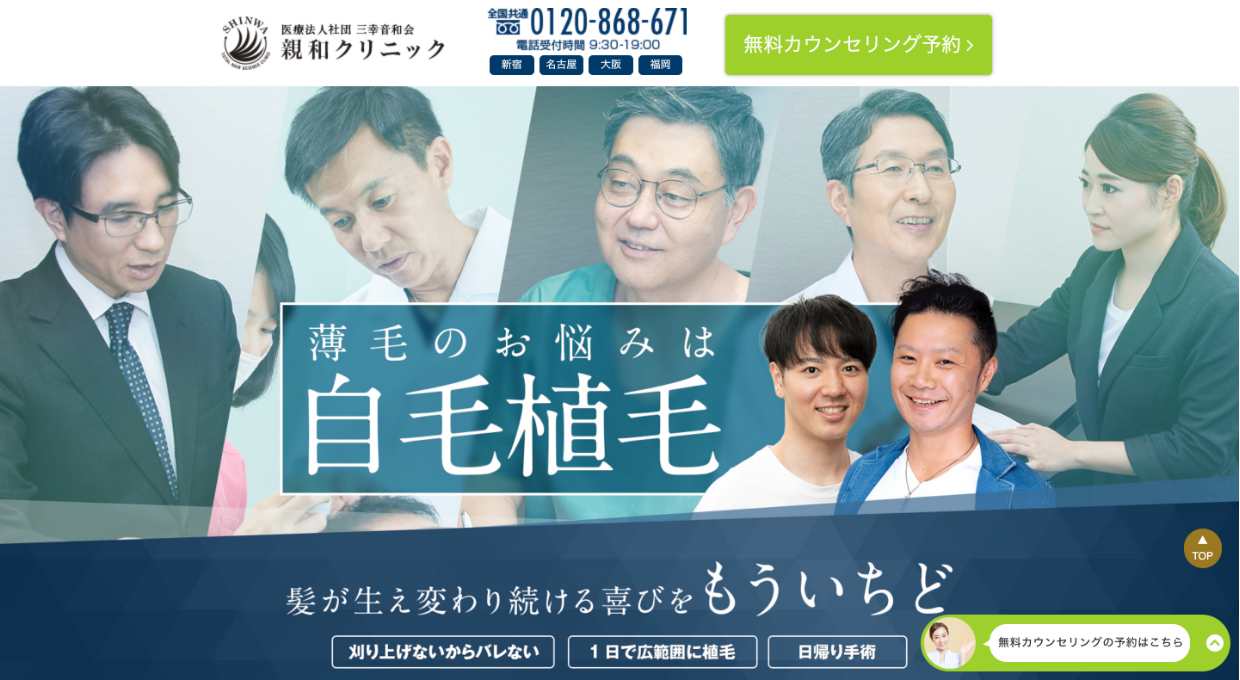 SHINWA
医療法人社団 三幸音和会
親和クリニック
全国共通
0120-868-671
電話受付時間 9:30-19:00
新宿 名古屋 大阪 福岡
無料カウンセリング予約 >
薄毛のお悩みは
自毛植毛
髪が生え変わり続ける喜びをもういちど
刈り上げないからバレない
1日で広範囲に植毛
日帰り手術
▲
TOP
無料カウンセリングの予約はこちら